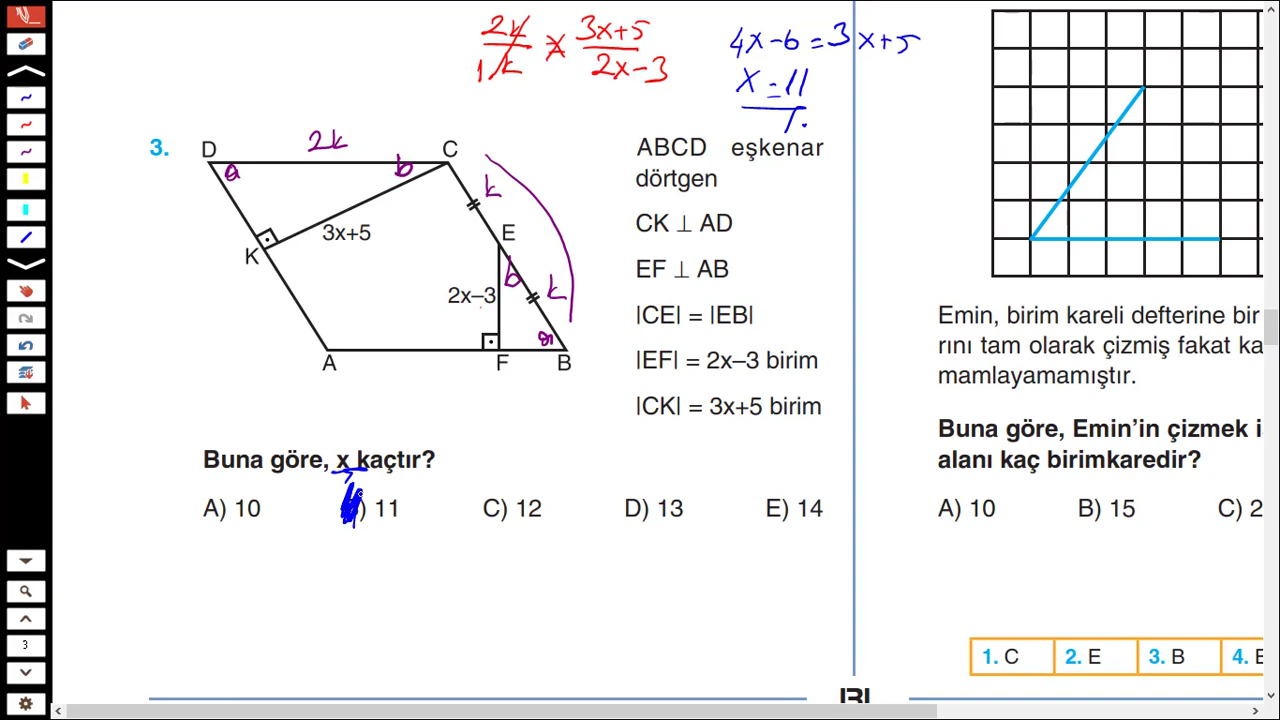 2k/1k × 3x+5/2x-3
4x-6=3x+5
x=11
3.
D
2k
C
a
b
k
K
3x+5
E
b
2x–3
k
a
A
F
B
ABCD eşkenar
dörtgen
CK ⊥ AD
EF ⊥ AB
|CE| = |EB|
|EF| = 2x–3 birim
|CK| = 3x+5 birim
Buna göre, x kaçtır?
A) 10 ) 11 C) 12 D) 13 E) 14
Emin, birim kareli defterine bir
rını tam olarak çizmiş fakat ka
mamlayamamıştır.
Buna göre, Emin’in çizmek i
alanı kaç birimkaredir?
A) 10 B) 15 C) 2
1. C 2. E 3. B 4. E
131
3